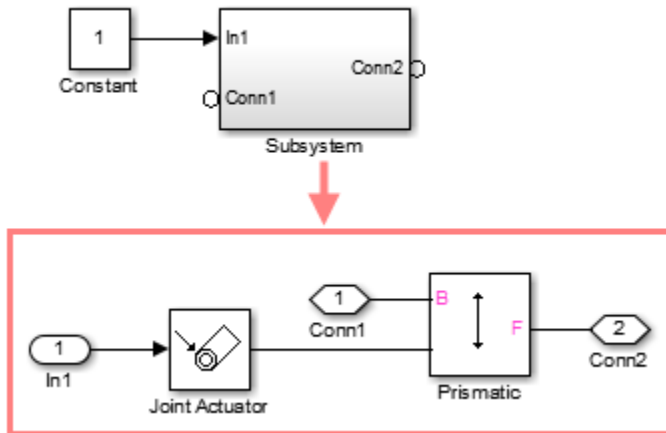 1
In1
Conn2
Constant
Conn1
Subsystem
1
B
Conn1
F
2
1
Conn2
In1
Joint Actuator
Prismatic